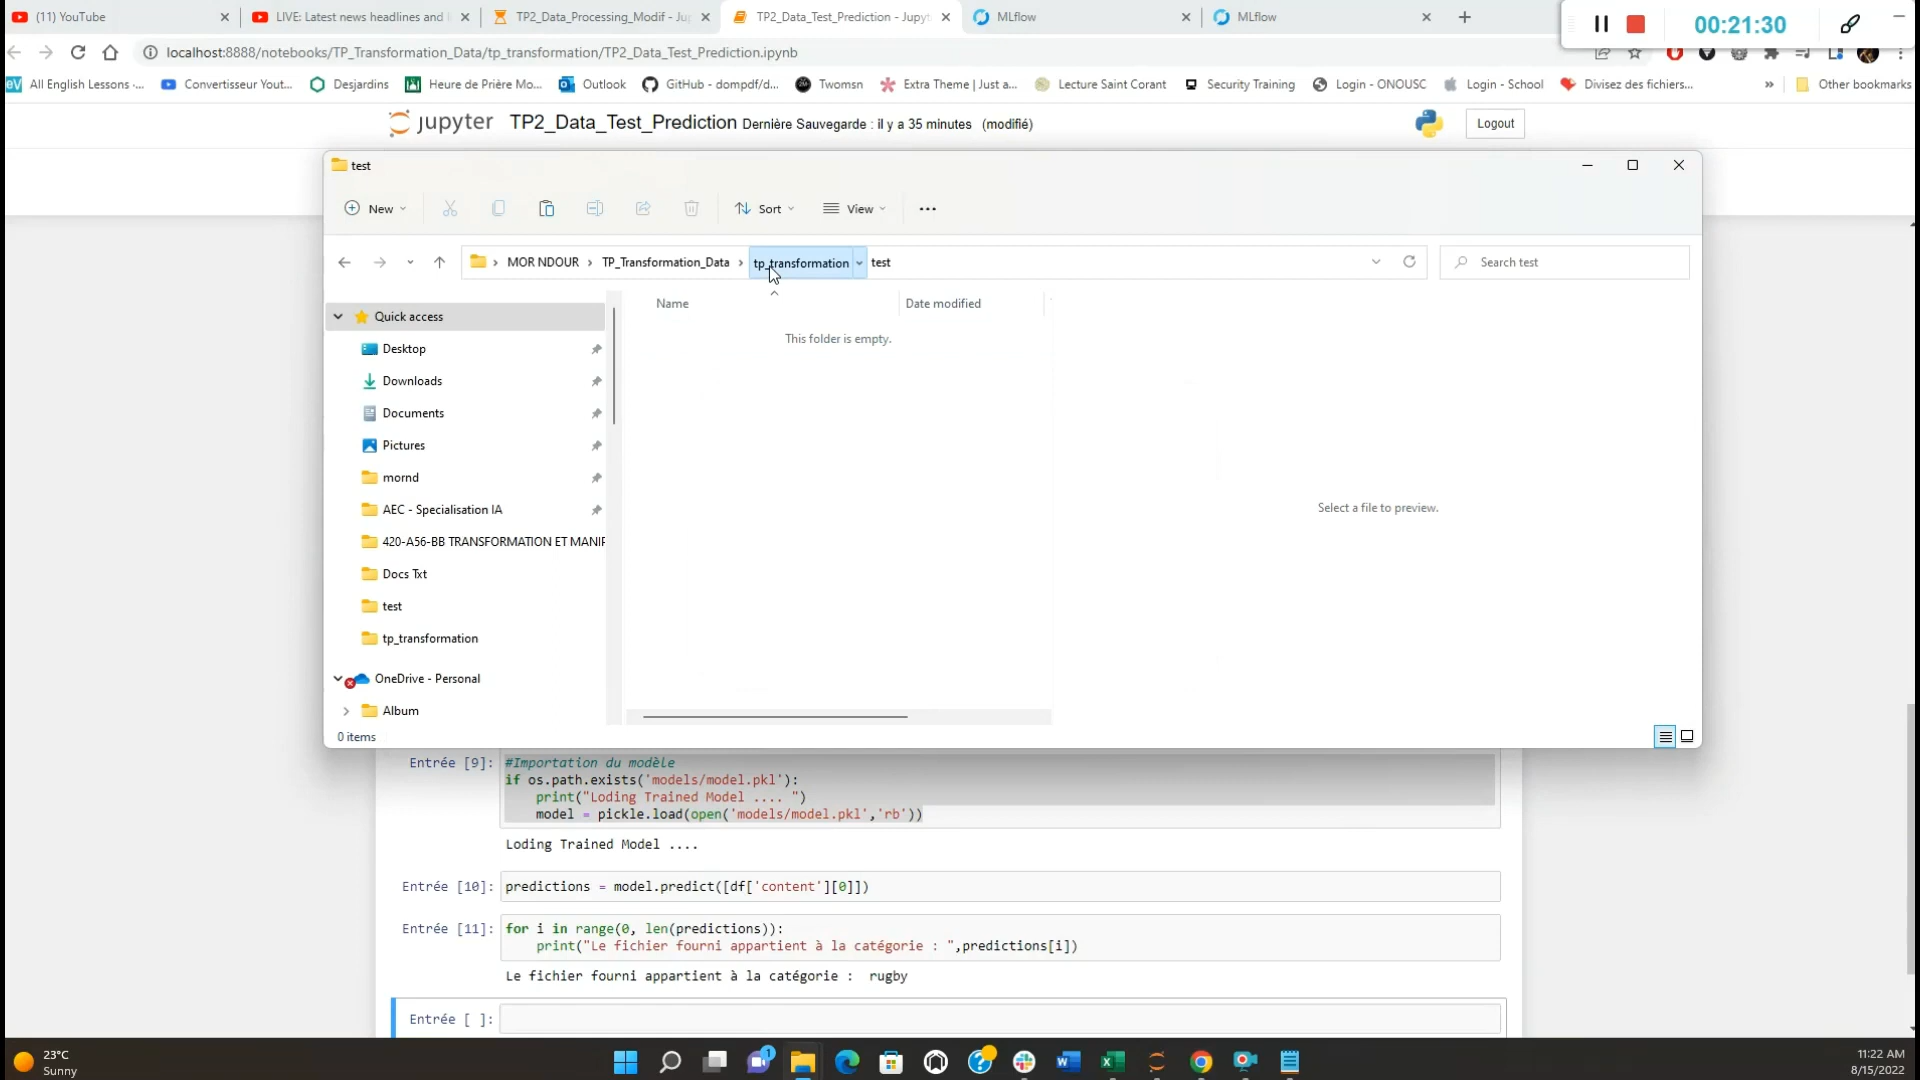 (11) YouTube
LIVE: Latest news headlines and
TP2_Data_Processing_Modif - Ju
TP2_Data_Test_Prediction - Jupyt
MLflow
MLflow
00:21:30
localhost:8888/notebooks/TP_Transformation_Data/tp_transformation/TP2_Data_Test_Prediction.ipynb
All English Lessons -...
Convertisseur Yout...
Desjardins
Heure de Prière Mo...
Outlook
GitHub - dompdf/d...
Twomsn
Extra Theme | Just a...
Lecture Saint Corant
Security Training
Login - ONOUSC
Login - School
Divisez des fichiers...
»
Other bookmarks
jupyter TP2_Data_Test_Prediction Dernière Sauvegarde : il y a 35 minutes (modifié)
Logout
test
New
Sort
View
MOR NDOUR
TP_Transformation_Data
tp_transformation
test
Search test
Name
Date modified
This folder is empty.
Select a file to preview.
Quick access
Desktop
Downloads
Documents
Pictures
mornd
AEC - Specialisation IA
420-A56-BB TRANSFORMATION ET MANIF
Docs Txt
test
tp_transformation
OneDrive - Personal
Album
0 items
Entrée [9]: #Importation du modèle
if os.path.exists('models/model.pkl'):
print("Loding Trained Model .... ")
model = pickle.load(open('models/model.pkl','rb'))
Loding Trained Model ....
Entrée [10]: predictions = model.predict([df['content'][0]])
Entrée [11]: for i in range(0, len(predictions)):
print("Le fichier fourni appartient à la catégorie : ",predictions[i])
Le fichier fourni appartient à la catégorie :  rugby
Entrée [ ]:
23°C
Sunny
1
11:22 AM
8/15/2022